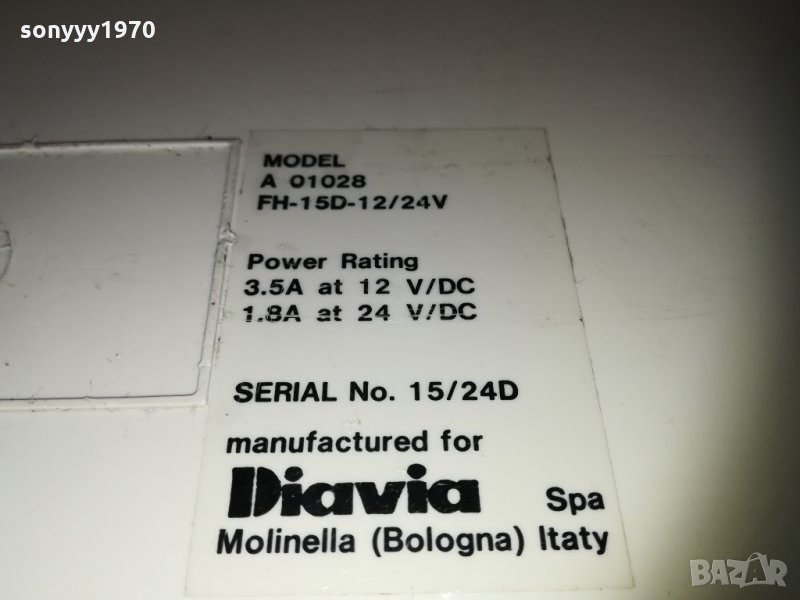 sonyyy1970
MODEL
A 01028
FH-15D-12/24V
Power Rating
3.5A at 12 V/DC
1.8A at 24 V/DC
SERIAL No. 15/24D
manufactured for
Diavia Spa
Molinella (Bologna) Itaty
BAZAR